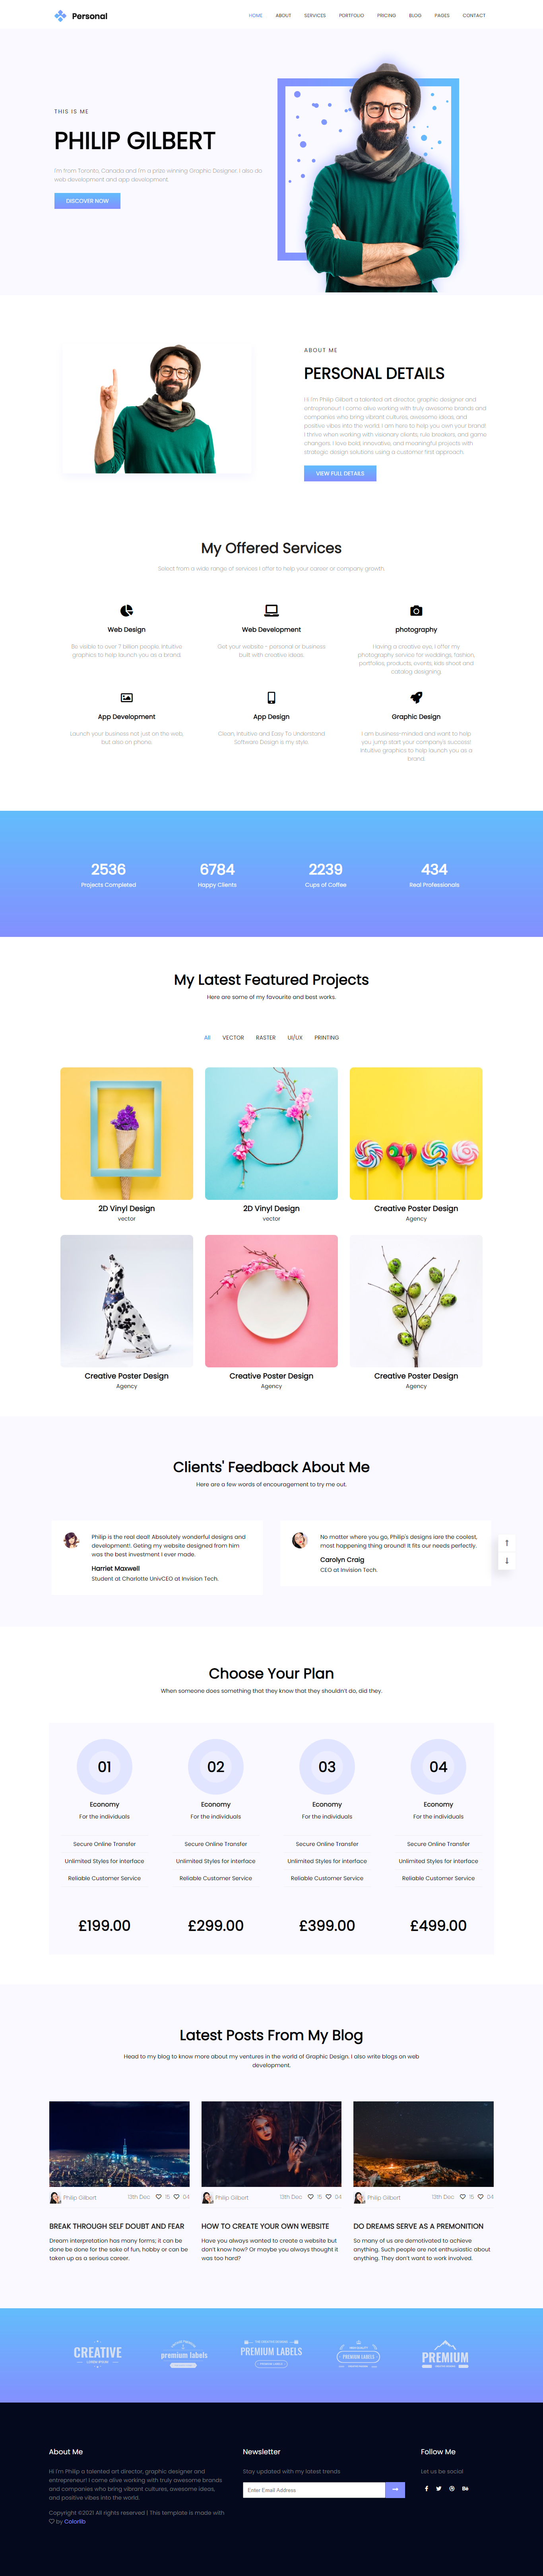 Personal
HOME ABOUT SERVICES PORTFOLIO PRICING BLOG PAGES CONTACT
THIS IS ME
PHILIP GILBERT
I'm from Toronto, Canada and I'm a prize winning Graphic Designer. I also do
web development and app development.
DISCOVER NOW
ABOUT ME
PERSONAL DETAILS
Hi I'm Philip Gilbert a talented art director, graphic designer and
entrepreneur! I come alive working with truly awesome brands and
companies who bring vibrant cultures, awesome ideas, and
positive vibes into the world. I am here to help you own your brand!
I thrive when working with visionary clients, rule breakers, and game
changers. I love bold, innovative, and meaningful projects with
strategic design solutions using a customer first approach.
VIEW FULL DETAILS
My Offered Services
Select from a wide range of services I offer to help your career or company growth.
Web Design
Be visible to over 7 billion people. Intuitive
graphics to help launch you as a brand.
Web Development
Get your website - personal or business
built with creative ideas.
photography
Having a creative eye, I offer my
photography service for weddings, fashion,
portfolios, products, events, kids shoot and
catalog designing.
App Development
Launch your business not just on the web,
but also on phone.
App Design
Clean, Intuitive and Easy To Understand
Software Design is my style.
Graphic Design
I am business-minded and want to help
you jump start your company's success!
Intuitive graphics to help launch you as a
brand.
2536
Projects Completed
6784
Happy Clients
2239
Cups of Coffee
434
Real Professionals
My Latest Featured Projects
Here are some of my favourite and best works.
All VECTOR RASTER UI/UX PRINTING
2D Vinyl Design
vector
2D Vinyl Design
vector
Creative Poster Design
Agency
Creative Poster Design
Agency
Creative Poster Design
Agency
Creative Poster Design
Agency
Clients' Feedback About Me
Here are a few words of encouragement to try me out.
Philip is the real deal! Absolutely wonderful designs and
development!. Geting my website designed from him
was the best investment I ever made.
Harriet Maxwell
Student at Charlotte UnivCEO at Invision Tech.
No matter where you go, Philip's designs iare the coolest,
most happening thing around! It fits our needs perfectly.
Carolyn Craig
CEO at Invision Tech.
Choose Your Plan
When someone does something that they know that they shouldn't do, did they.
01
Economy
For the individuals
Secure Online Transfer
Unlimited Styles for interface
Reliable Customer Service
£199.00
02
Economy
For the individuals
Secure Online Transfer
Unlimited Styles for interface
Reliable Customer Service
£299.00
03
Economy
For the individuals
Secure Online Transfer
Unlimited Styles for interface
Reliable Customer Service
£399.00
04
Economy
For the individuals
Secure Online Transfer
Unlimited Styles for interface
Reliable Customer Service
£499.00
Latest Posts From My Blog
Head to my blog to know more about my ventures in the world of Graphic Design. I also write blogs on web
development.
Philip Gilbert 13th Dec 15 04
BREAK THROUGH SELF DOUBT AND FEAR
Dream interpretation has many forms; it can be
done be done for the sake of fun, hobby or can be
taken up as a serious career.
Philip Gilbert 13th Dec 15 04
HOW TO CREATE YOUR OWN WEBSITE
Have you always wanted to create a website but
don't know how? Or maybe you always thought it
was too hard?
Philip Gilbert 13th Dec 15 04
DO DREAMS SERVE AS A PREMONITION
So many of us are demotivated to achieve
anything. Such people are not enthusiastic about
anything. They don't want to work involved.
CREATIVE
premium labels
PREMIUM LABELS
PREMIUM LABELS
PREMIUM
About Me
Hi I'm Philip a talented art director, graphic designer and
entrepreneur! I come alive working with truly awesome brands
and companies who bring vibrant cultures, awesome ideas,
and positive vibes into the world.
Copyright ©2021 All rights reserved | This template is made with
by Colorlib
Newsletter
Stay updated with my latest trends
Enter Email Address
Follow Me
Let us be social